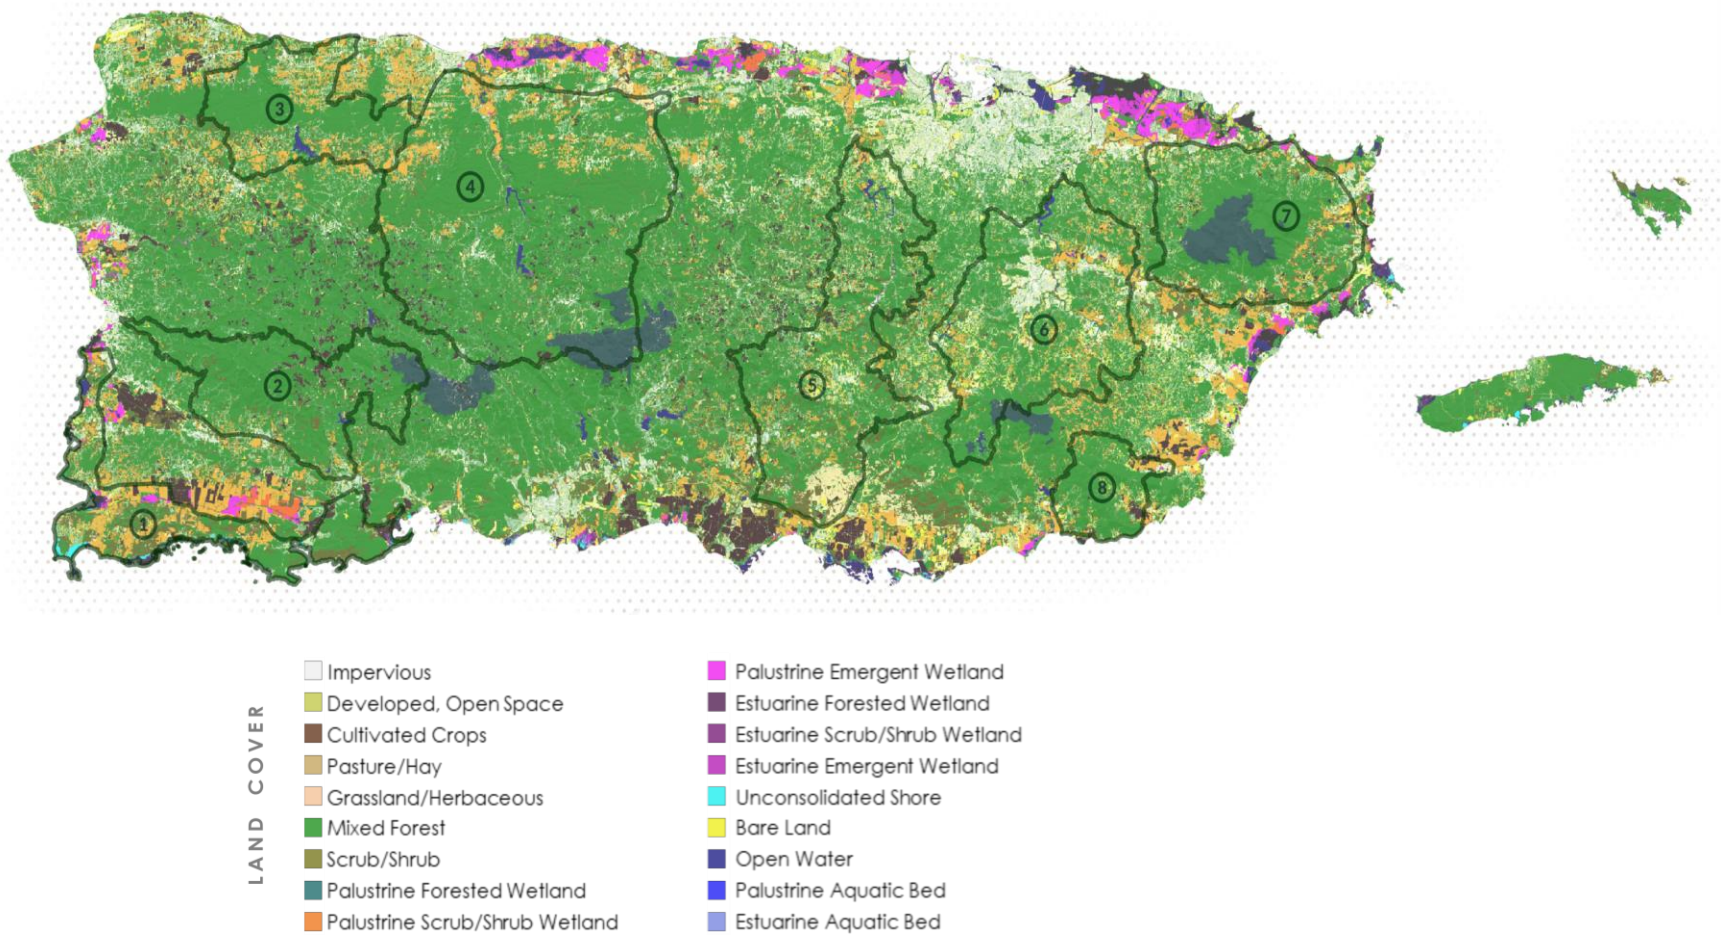 3
4
7
6
2
5
8
1
LAND COVER
Impervious
Developed, Open Space
Cultivated Crops
Pasture/Hay
Grassland/Herbaceous
Mixed Forest
Scrub/Shrub
Palustrine Forested Wetland
Palustrine Scrub/Shrub Wetland
Palustrine Emergent Wetland
Estuarine Forested Wetland
Estuarine Scrub/Shrub Wetland
Estuarine Emergent Wetland
Unconsolidated Shore
Bare Land
Open Water
Palustrine Aquatic Bed
Estuarine Aquatic Bed